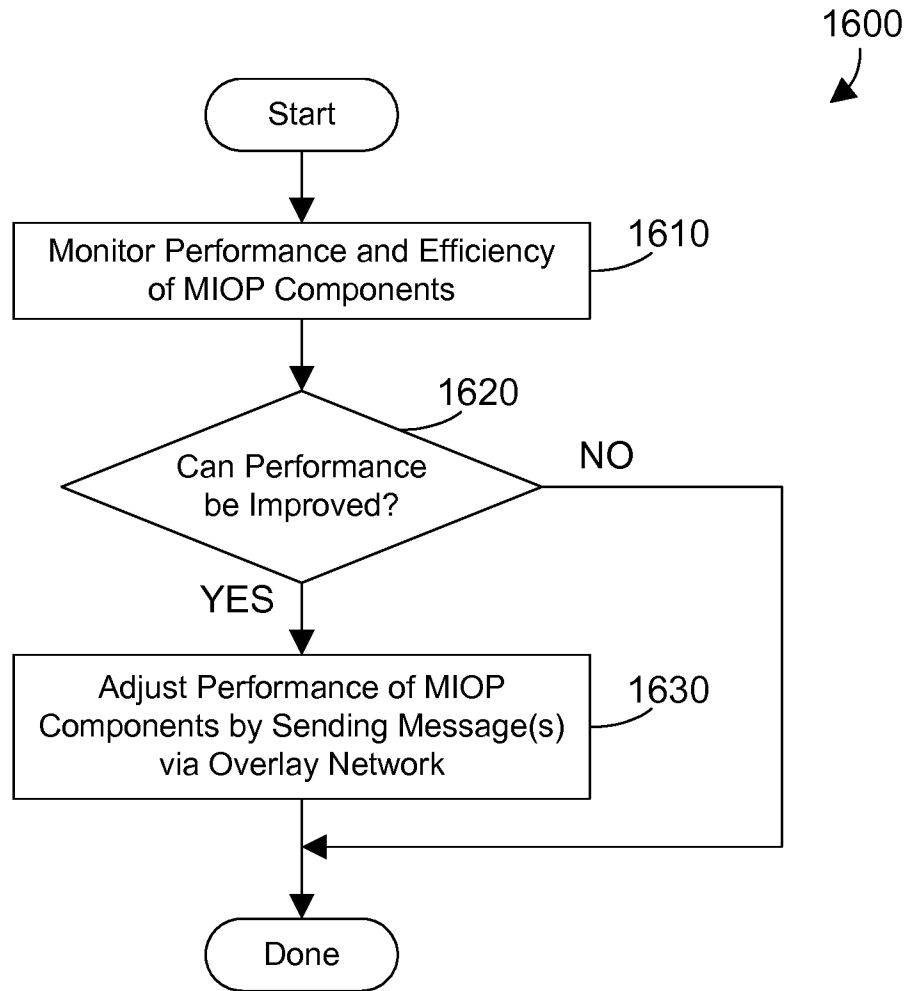 1600
Start
Monitor Performance and Efficiency
of MIOP Components
1610
1620
Can Performance
be Improved?
NO
YES
Adjust Performance of MIOP
Components by Sending Message(s)
via Overlay Network
1630
Done